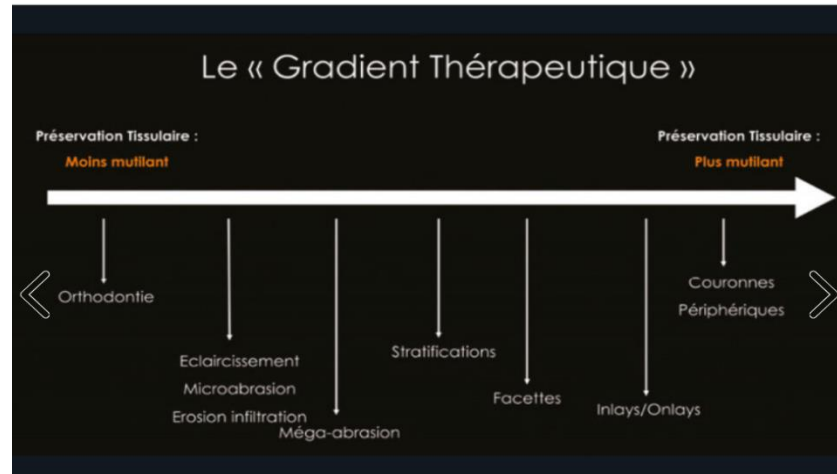 Le « Gradient Thérapeutique »
Préservation Tissulaire :
Moins mutilant
Préservation Tissulaire :
Plus mutilant
Orthodontie
Eclaircissement
Microabrasion
Erosion infiltration
Méga-abrasion
Stratifications
Facettes
Inlays/Onlays
Couronnes
Périphériques